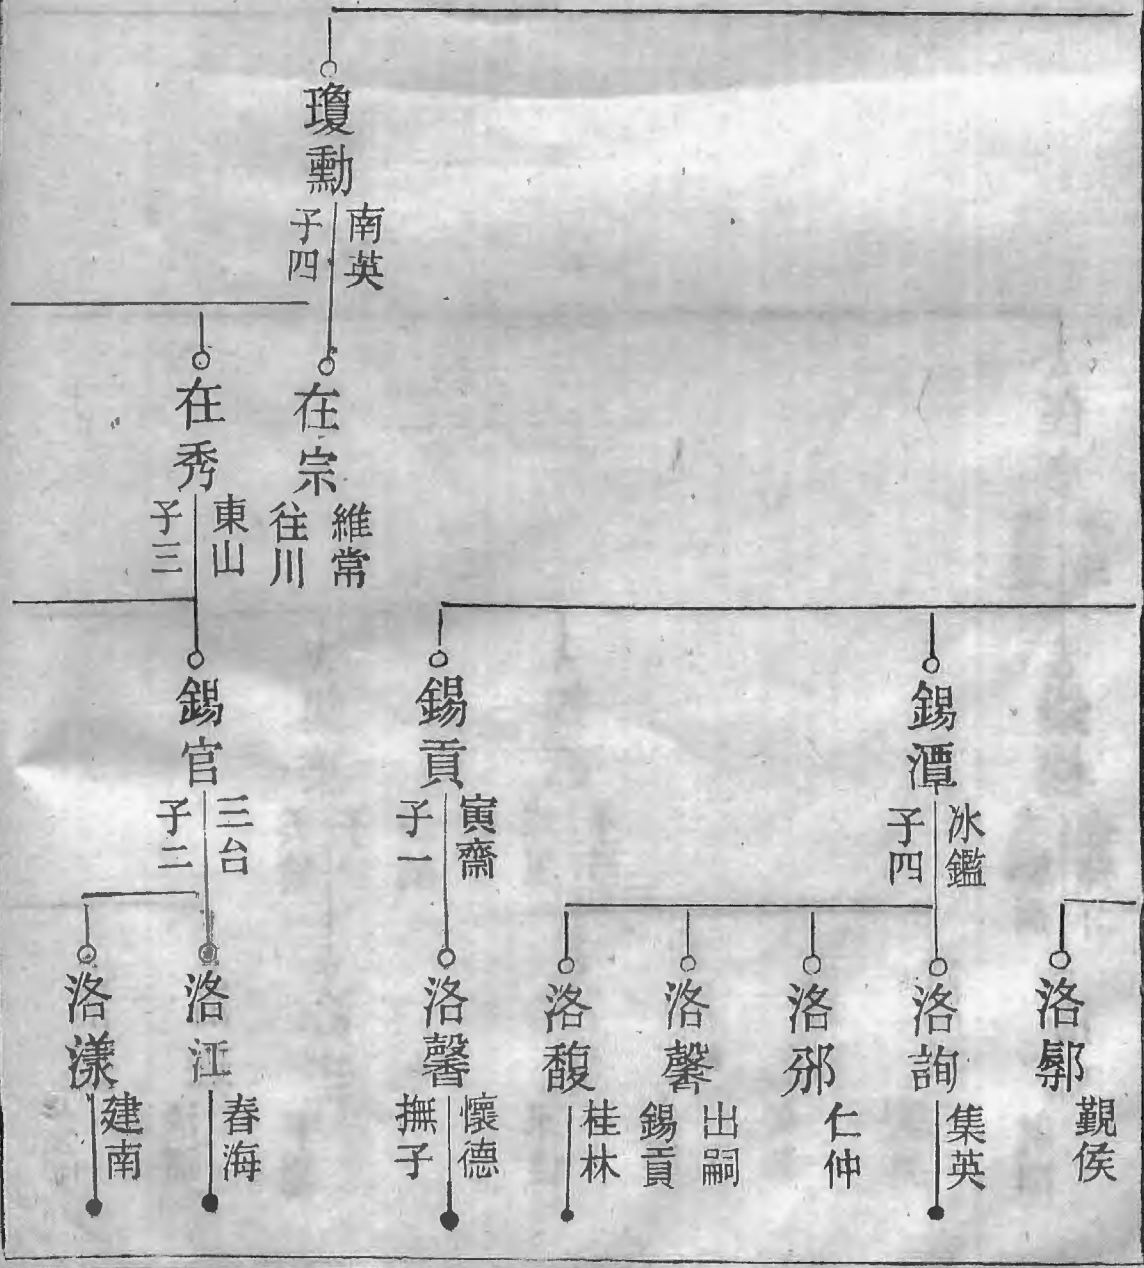 瓊勳
南英
子四
在宗
維常
往川
在秀
東山
子三
錫潭
冰鑑
子四
錫貢
寅齋
子一
錫官
三台
子二
洛鄩
觀侯
洛詢
集英
洛邠
仁仲
洛馨
出嗣
錫貢
洛馥
桂林
洛馨
懷德
撫子
洛江
春海
洛漾
建南